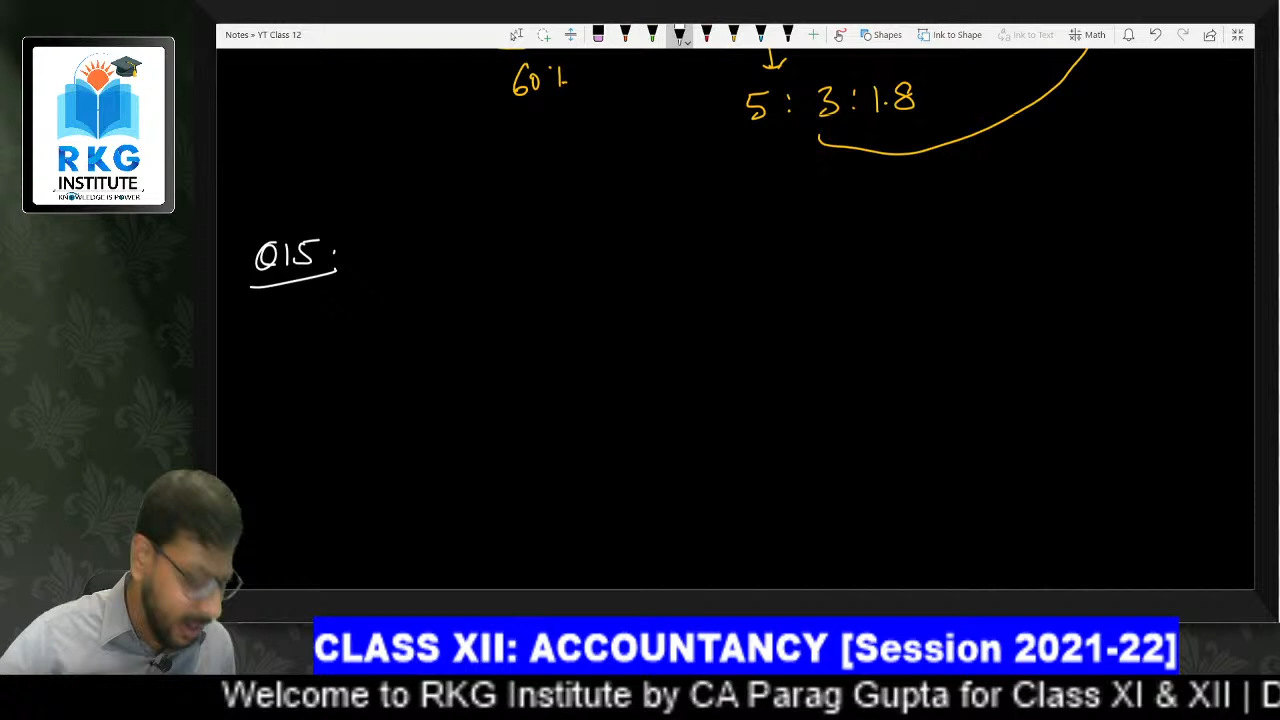 Notes » YT Class 12
Shapes
Ink to Shape
Ink to Text
Math
60%
5 : 3 : 1.8
RKG
INSTITUTE
KNOWLEDGE IS POWER
Q15.
CLASS XII: ACCOUNTANCY [Session 2021-22]
Welcome to RKG Institute by CA Parag Gupta for Class XI & XII | D